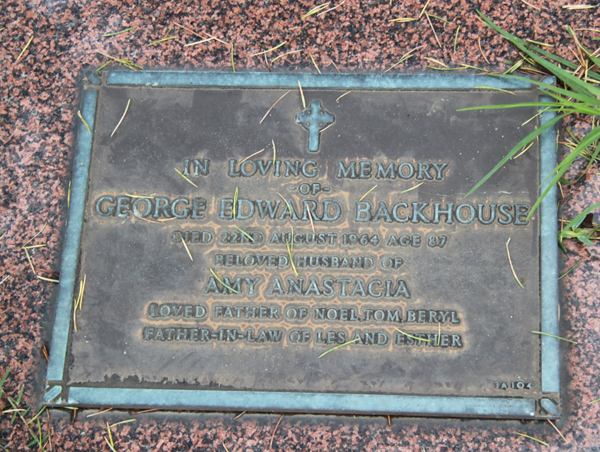 IN LOVING MEMORY
-OF-
GEORGE EDWARD BACKHOUSE
DIED 22ND AUGUST 1964 AGE 87
BELOVED HUSBAND OF
AMY ANASTACIA
LOVED FATHER OF NOEL, TOM, BERYL
FATHER-IN-LAW OF LES AND ESTHER
1A104